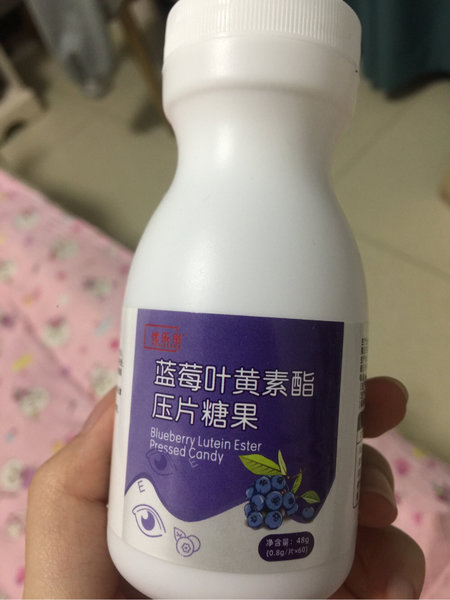 蓝莓叶黄素酯
压片糖果
Blueberry Lutein Ester
Pressed Candy
E
E
净含量：48g
(0.8g/片×60)